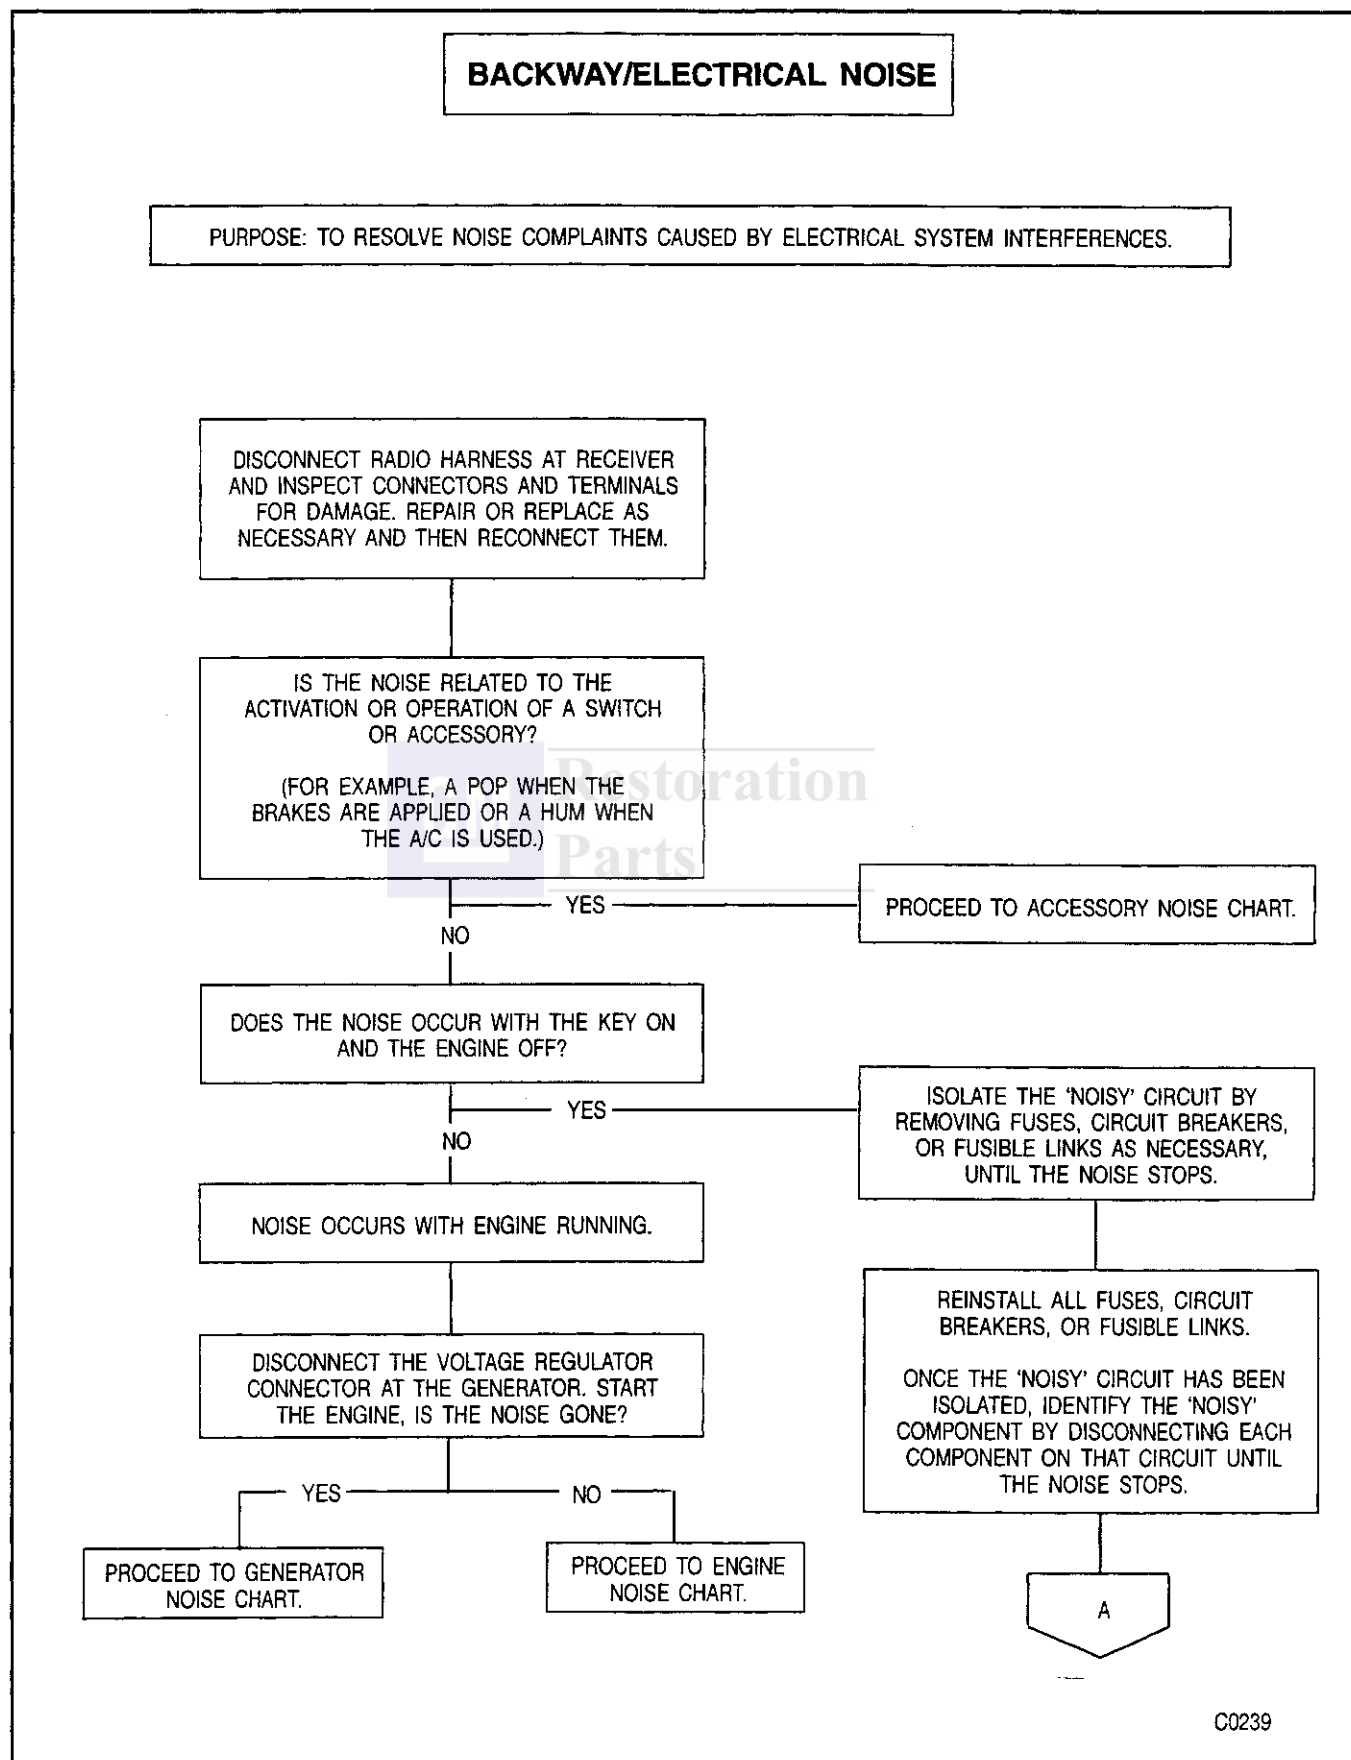 BACKWAY/ELECTRICAL NOISE
PURPOSE: TO RESOLVE NOISE COMPLAINTS CAUSED BY ELECTRICAL SYSTEM INTERFERENCES.
DISCONNECT RADIO HARNESS AT RECEIVER
AND INSPECT CONNECTORS AND TERMINALS
FOR DAMAGE. REPAIR OR REPLACE AS
NECESSARY AND THEN RECONNECT THEM.
IS THE NOISE RELATED TO THE
ACTIVATION OR OPERATION OF A SWITCH
OR ACCESSORY?
(FOR EXAMPLE, A POP WHEN THE
BRAKES ARE APPLIED OR A HUM WHEN
THE A/C IS USED.)
Restoration
Parts
YES
PROCEED TO ACCESSORY NOISE CHART.
NO
DOES THE NOISE OCCUR WITH THE KEY ON
AND THE ENGINE OFF?
YES
ISOLATE THE ‘NOISY’ CIRCUIT BY
REMOVING FUSES, CIRCUIT BREAKERS,
OR FUSIBLE LINKS AS NECESSARY,
UNTIL THE NOISE STOPS.
NO
NOISE OCCURS WITH ENGINE RUNNING.
REINSTALL ALL FUSES, CIRCUIT
BREAKERS, OR FUSIBLE LINKS.
ONCE THE ‘NOISY’ CIRCUIT HAS BEEN
ISOLATED, IDENTIFY THE ‘NOISY’
COMPONENT BY DISCONNECTING EACH
COMPONENT ON THAT CIRCUIT UNTIL
THE NOISE STOPS.
DISCONNECT THE VOLTAGE REGULATOR
CONNECTOR AT THE GENERATOR. START
THE ENGINE, IS THE NOISE GONE?
YES
NO
PROCEED TO GENERATOR
NOISE CHART.
PROCEED TO ENGINE
NOISE CHART.
A
C0239